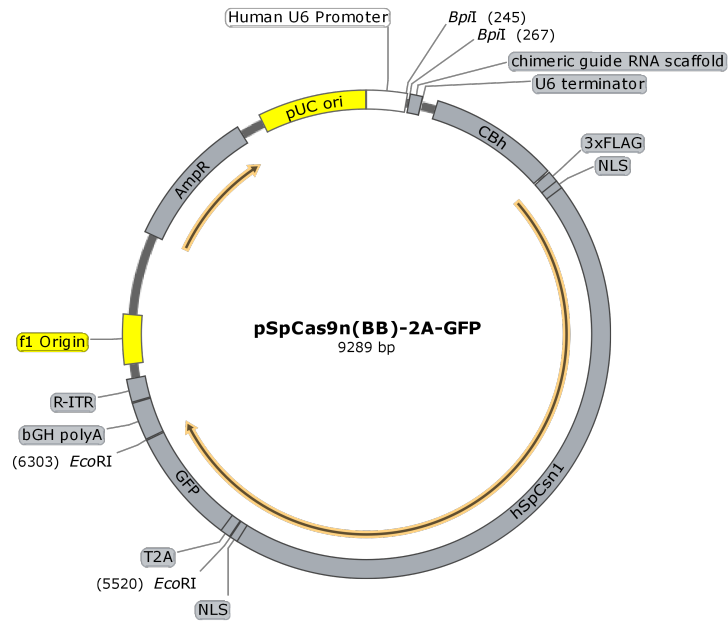 Human U6 Promoter
BpiI (245)
BpiI (267)
chimeric guide RNA scaffold
U6 terminator
pUC ori
CBh
3xFLAG
NLS
AmpR
pSpCas9n(BB)-2A-GFP
9289 bp
f1 Origin
R-ITR
bGH polyA
(6303) EcoRI
GFP
hSpCsn1
T2A
(5520) EcoRI
NLS